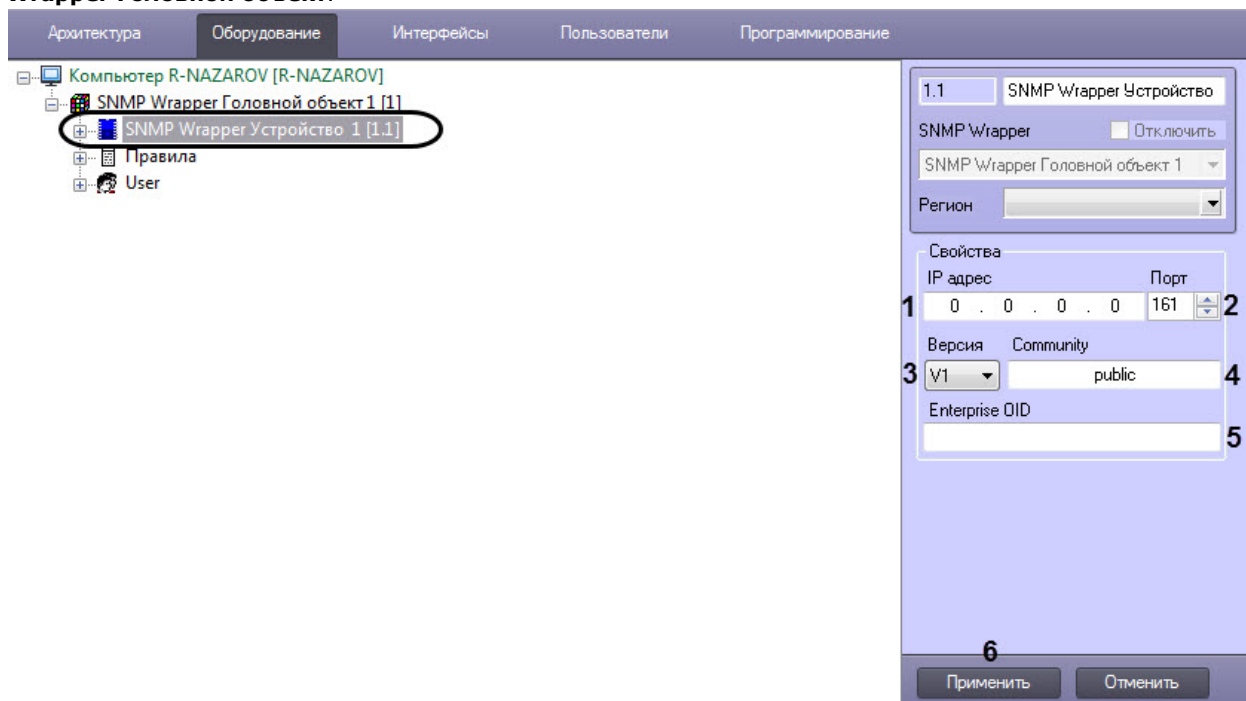 Wrapper Головной объект.
Архитектура Оборудование Интерфейсы Пользователи Программирование
Компьютер R-NAZAROV [R-NAZAROV]
SNMP Wrapper Головной объект 1 [1]
SNMP Wrapper Устройство 1 [1.1]
Правила
User
1.1 SNMP Wrapper Устройство
SNMP Wrapper Отключить
SNMP Wrapper Головной объект 1
Регион
Свойства
IP адрес Порт
1 0 . 0 . 0 . 0 161 2
Версия Community
3 V1 public 4
Enterprise OID
5
6
Применить Отменить